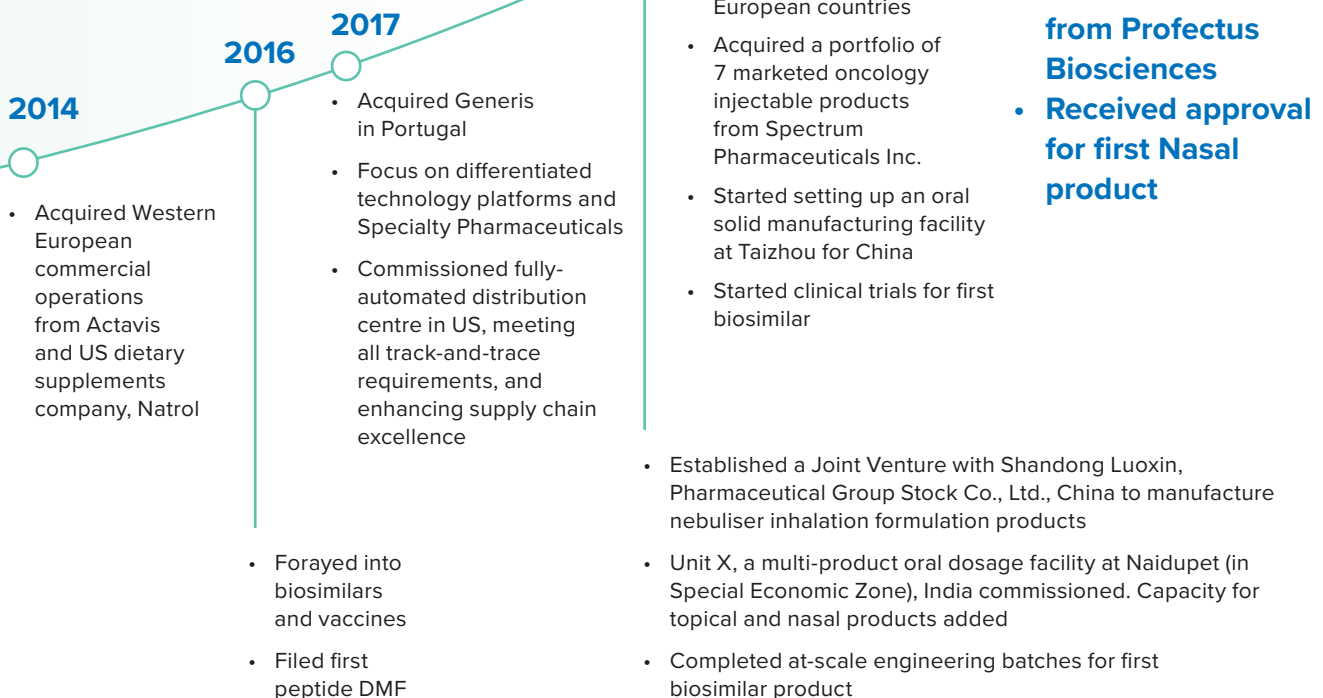 2014
• Acquired Western
European
commercial
operations
from Actavis
and US dietary
supplements
company, Natrol
2016
• Forayed into
biosimilars
and vaccines
• Filed first
peptide DMF
2017
• Acquired Generis
in Portugal
• Focus on differentiated
technology platforms and
Specialty Pharmaceuticals
• Commissioned fully-
automated distribution
centre in US, meeting
all track-and-trace
requirements, and
enhancing supply chain
excellence
European countries
• Acquired a portfolio of
7 marketed oncology
injectable products
from Spectrum
Pharmaceuticals Inc.
• Started setting up an oral
solid manufacturing facility
at Taizhou for China
• Started clinical trials for first
biosimilar
• Established a Joint Venture with Shandong Luoxin,
Pharmaceutical Group Stock Co., Ltd., China to manufacture
nebuliser inhalation formulation products
• Unit X, a multi-product oral dosage facility at Naidupet (in
Special Economic Zone), India commissioned. Capacity for
topical and nasal products added
• Completed at-scale engineering batches for first
biosimilar product
from Profectus
Biosciences
• Received approval
for first Nasal
product